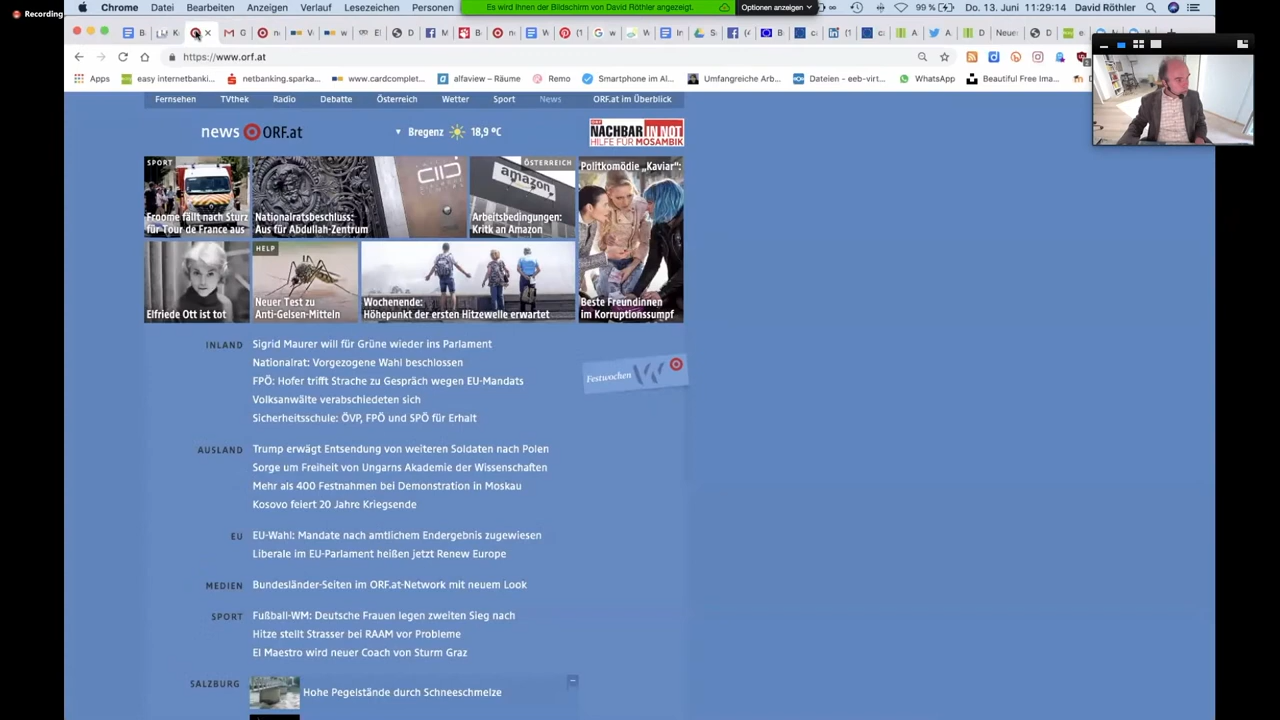 Recording
Chrome Datei Bearbeiten Anzeigen Verlauf Lesezeichen Personen
Es wird Ihnen der Bildschirm von David Röthler angezeigt.
Optionen anzeigen
99 % Do. 13. Juni 11:29:14 David Röthler
https://www.orf.at
Apps easy internetbanki... netbanking.sparka... www.cardcomplet... alfaview – Räume Remo Smartphone im Al... Umfangreiche Arb... Dateien - eeb-virt... WhatsApp Beautiful Free Ima...
Fernsehen TVthek Radio Debatte Österreich Wetter Sport News ORF.at im Überblick
news ORF.at
Bregenz 18,9 °C
NACHBAR IN NOT
HILFE FÜR MOSAMBIK
SPORT
Froome fällt nach Sturz
für Tour de France aus
Nationalratsbeschluss:
Aus für Abdullah-Zentrum
ÖSTERREICH
amazon
Arbeitsbedingungen:
Kritk an Amazon
Politkomödie „Kaviar“:
Beste Freundinnen
im Korruptionssumpf
Elfriede Ott ist tot
HELP
Neuer Test zu
Anti-Gelsen-Mitteln
Wochenende:
Höhepunkt der ersten Hitzewelle erwartet
INLAND
Sigrid Maurer will für Grüne wieder ins Parlament
Nationalrat: Vorgezogene Wahl beschlossen
FPÖ: Hofer trifft Strache zu Gespräch wegen EU-Mandats
Volksanwälte verabschiedeten sich
Sicherheitsschule: ÖVP, FPÖ und SPÖ für Erhalt
Festwochen
AUSLAND
Trump erwägt Entsendung von weiteren Soldaten nach Polen
Sorge um Freiheit von Ungarns Akademie der Wissenschaften
Mehr als 400 Festnahmen bei Demonstration in Moskau
Kosovo feiert 20 Jahre Kriegsende
EU
EU-Wahl: Mandate nach amtlichem Endergebnis zugewiesen
Liberale im EU-Parlament heißen jetzt Renew Europe
MEDIEN
Bundesländer-Seiten im ORF.at-Network mit neuem Look
SPORT
Fußball-WM: Deutsche Frauen legen zweiten Sieg nach
Hitze stellt Strasser bei RAAM vor Probleme
El Maestro wird neuer Coach von Sturm Graz
SALZBURG
Hohe Pegelstände durch Schneeschmelze